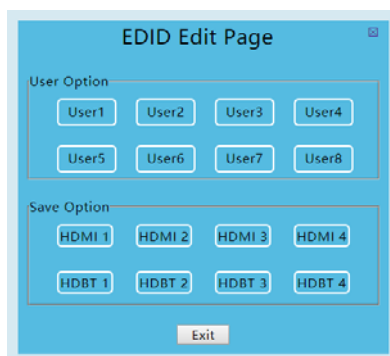 EDID Edit Page
User Option
User1 User2 User3 User4
User5 User6 User7 User8
Save Option
HDMI 1 HDMI 2 HDMI 3 HDMI 4
HDBT 1 HDBT 2 HDBT 3 HDBT 4
Exit